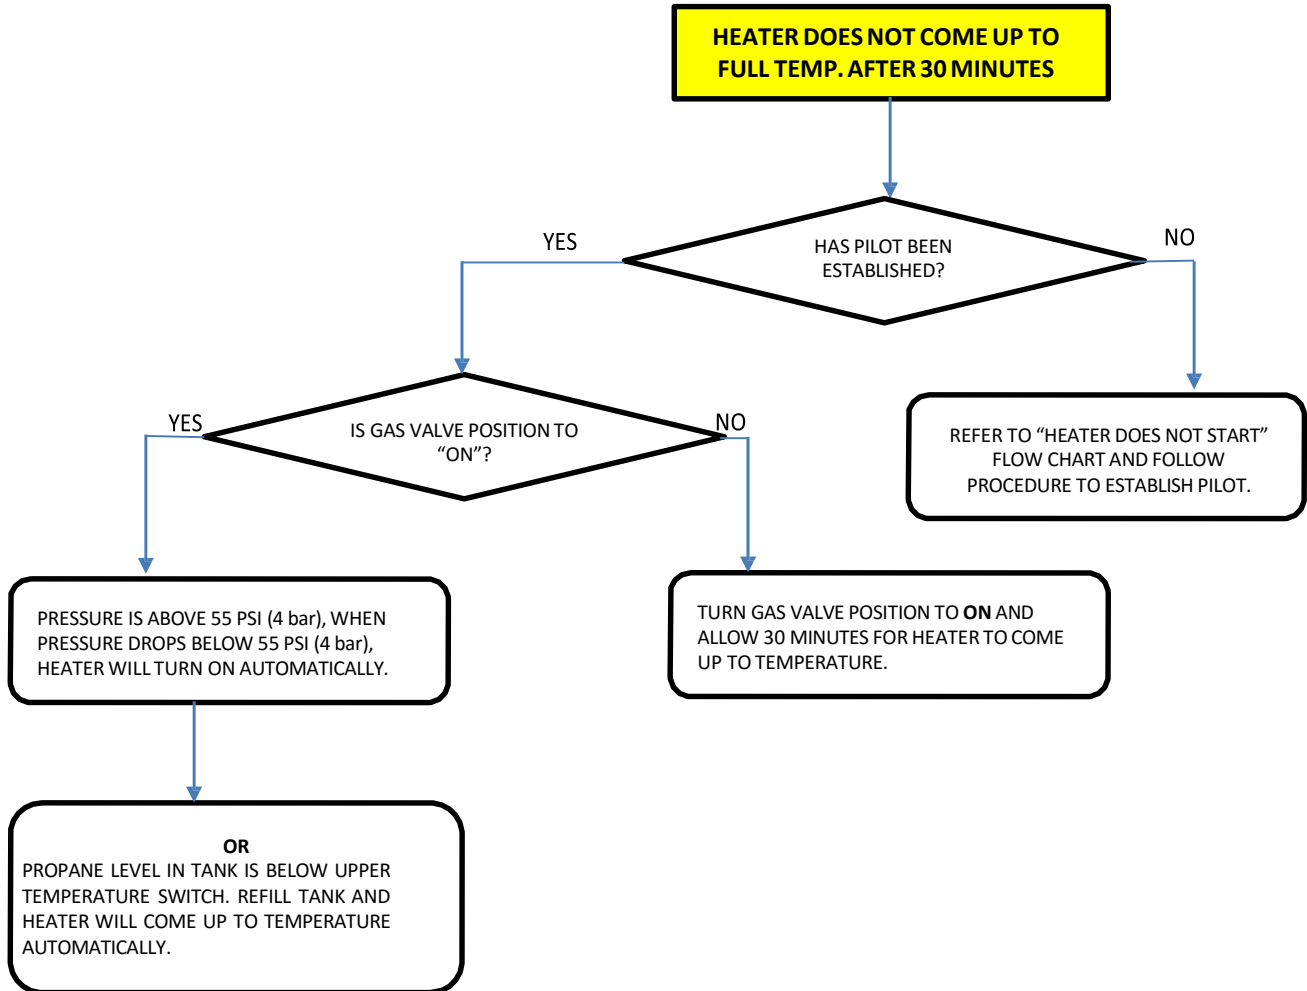 HEATER DOES NOT COME UP TO
FULL TEMP. AFTER 30 MINUTES
HAS PILOT BEEN
ESTABLISHED?
YES
NO
IS GAS VALVE POSITION TO
“ON”?
YES
NO
REFER TO “HEATER DOES NOT START”
FLOW CHART AND FOLLOW
PROCEDURE TO ESTABLISH PILOT.
PRESSURE IS ABOVE 55 PSI (4 bar), WHEN
PRESSURE DROPS BELOW 55 PSI (4 bar),
HEATER WILL TURN ON AUTOMATICALLY.
TURN GAS VALVE POSITION TO ON AND
ALLOW 30 MINUTES FOR HEATER TO COME
UP TO TEMPERATURE.
OR
PROPANE LEVEL IN TANK IS BELOW UPPER
TEMPERATURE SWITCH. REFILL TANK AND
HEATER WILL COME UP TO TEMPERATURE
AUTOMATICALLY.